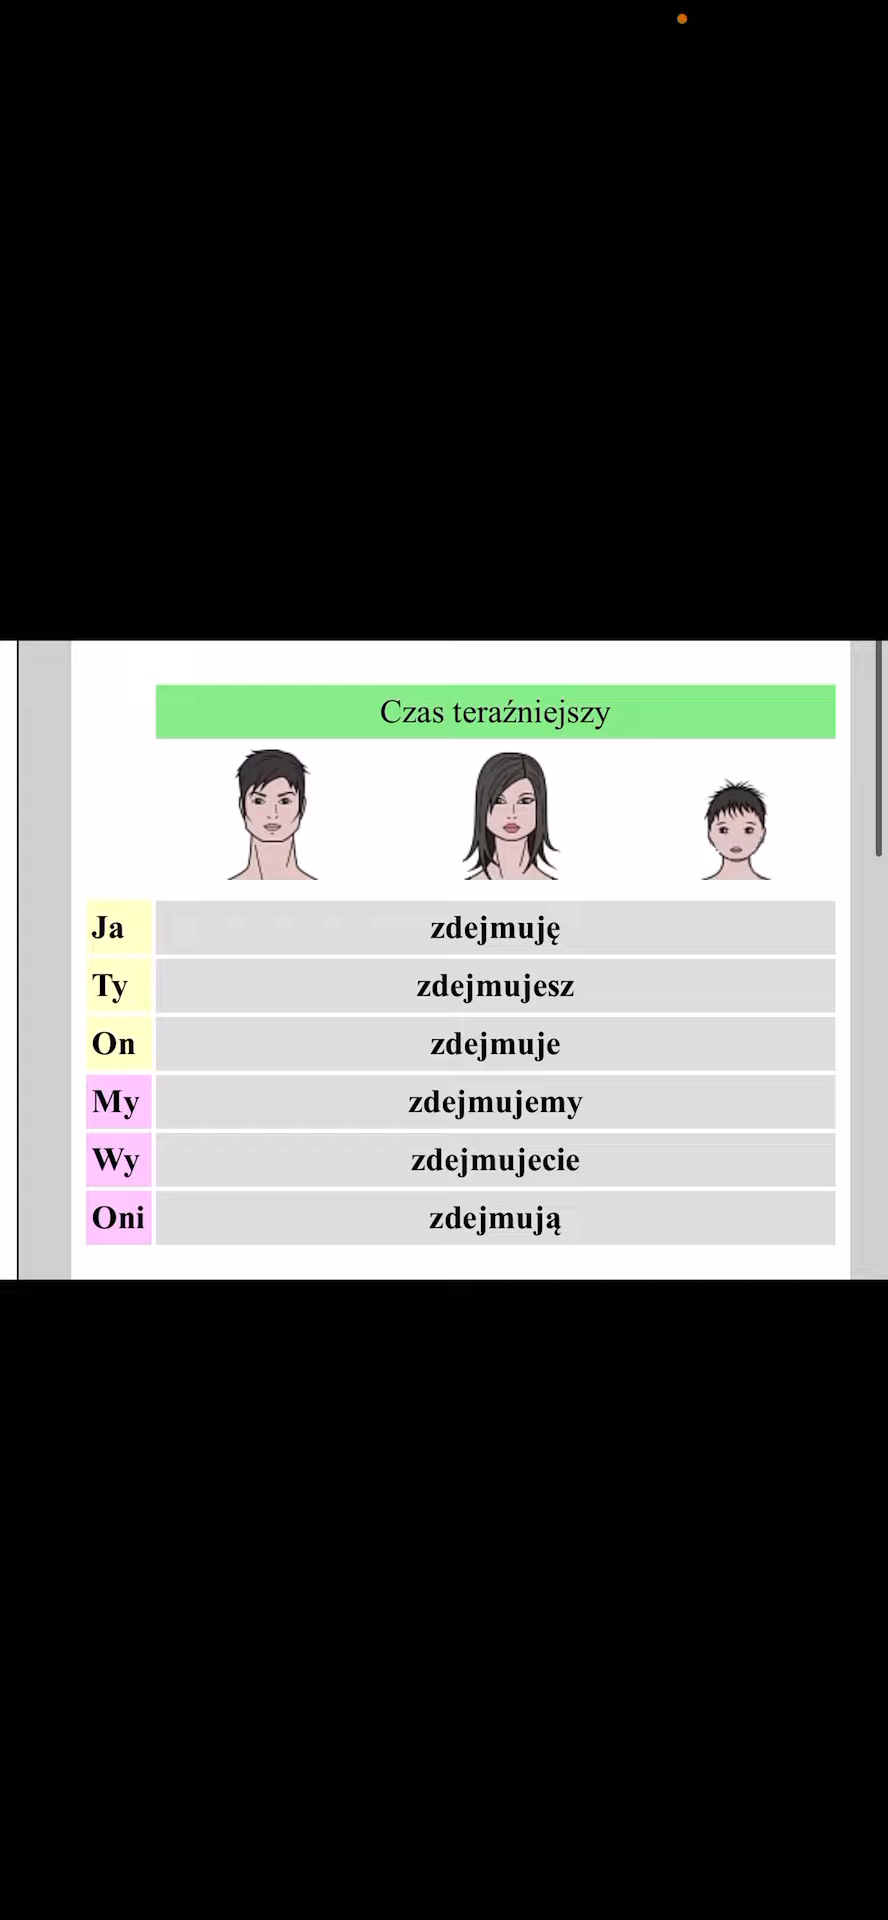 Czas teraźniejszy
Ja zdejmuję
Ty zdejmujesz
On zdejmuje
My zdejmujemy
Wy zdejmujecie
Oni zdejmują